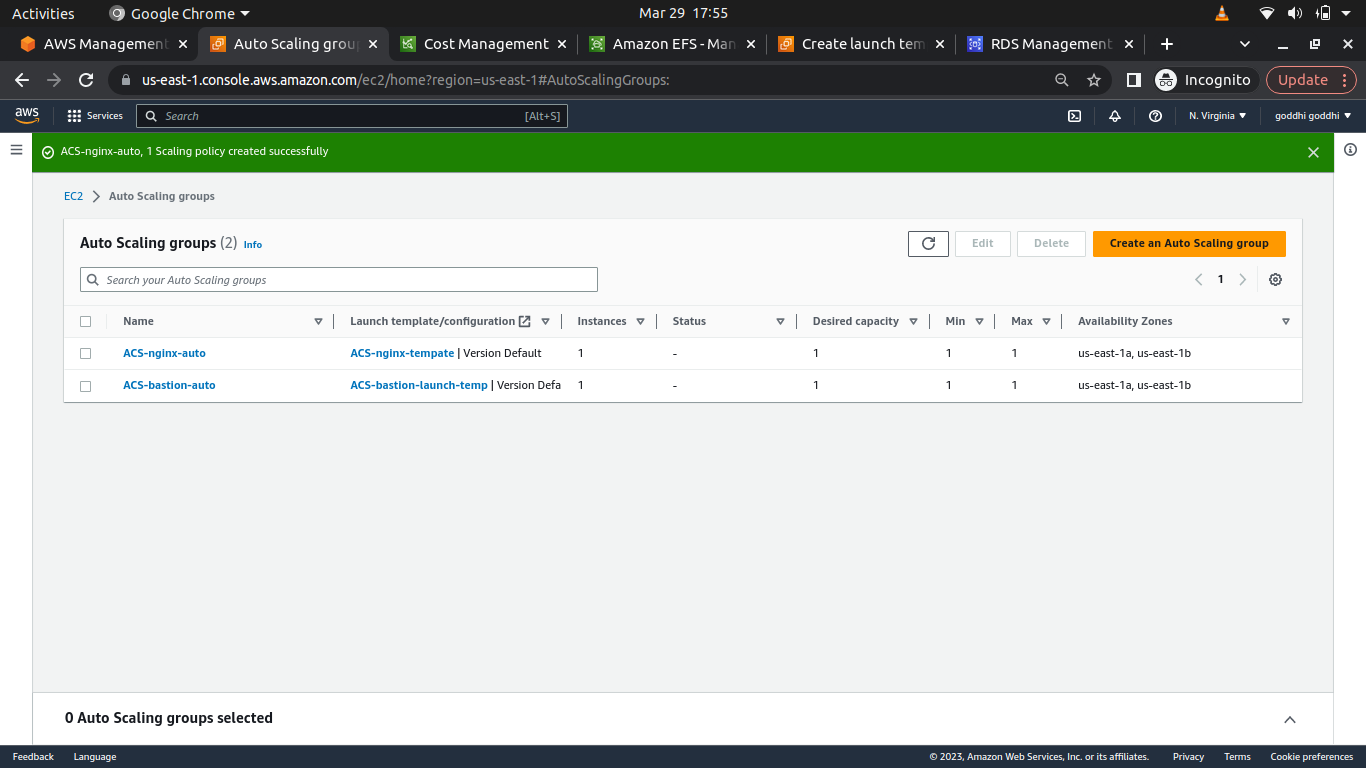 Activities Google Chrome Mar 29 17:55
AWS Management Auto Scaling grou Cost Management Amazon EFS - Man Create launch tem RDS Management
us-east-1.console.aws.amazon.com/ec2/home?region=us-east-1#AutoScalingGroups: Incognito Update
aws Services Search [Alt+S] N. Virginia goddhi goddhi
ACS-nginx-auto, 1 Scaling policy created successfully
EC2 Auto Scaling groups
Auto Scaling groups (2) Info Edit Delete Create an Auto Scaling group
Search your Auto Scaling groups 1
Name Launch template/configuration Instances Status Desired capacity Min Max Availability Zones
ACS-nginx-auto ACS-nginx-tempate | Version Default 1 - 1 1 1 us-east-1a, us-east-1b
ACS-bastion-auto ACS-bastion-launch-temp | Version Defa 1 - 1 1 1 us-east-1a, us-east-1b
0 Auto Scaling groups selected
Feedback Language © 2023, Amazon Web Services, Inc. or its affiliates. Privacy Terms Cookie preferences